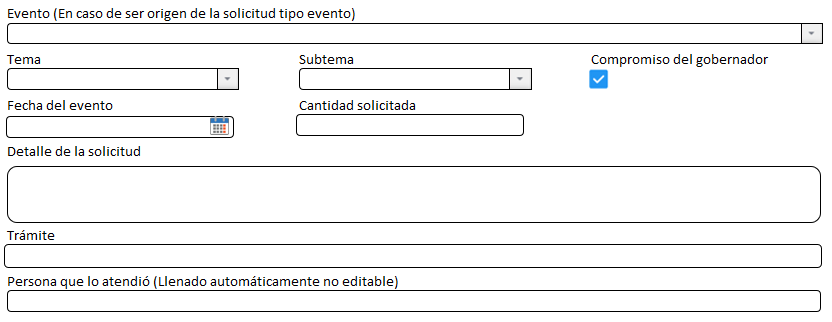 Evento (En caso de ser origen de la solicitud tipo evento)
Tema Subtema Compromiso del gobernador
Fecha del evento Cantidad solicitada
Detalle de la solicitud
Trámite
Persona que lo atendió (Llenado automáticamente no editable)